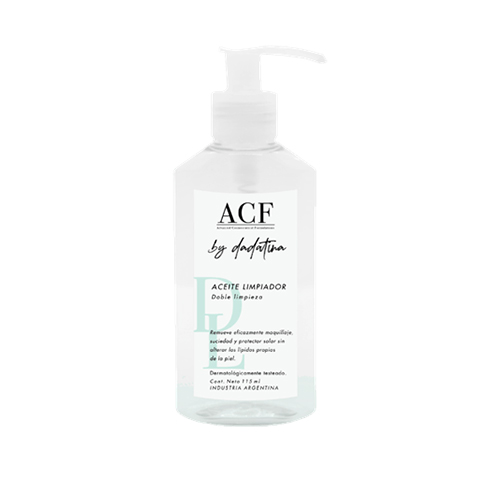 ACF
by dadatina
DL
ACEITE LIMPIADOR
Doble limpieza
Remueve eficazmente maquillaje,
suciedad y protector solar sin
alterar los lípidos propios
de la piel.
Dermatológicamente testeado.
Cont. Neto 115 ml
INDUSTRIA ARGENTINA